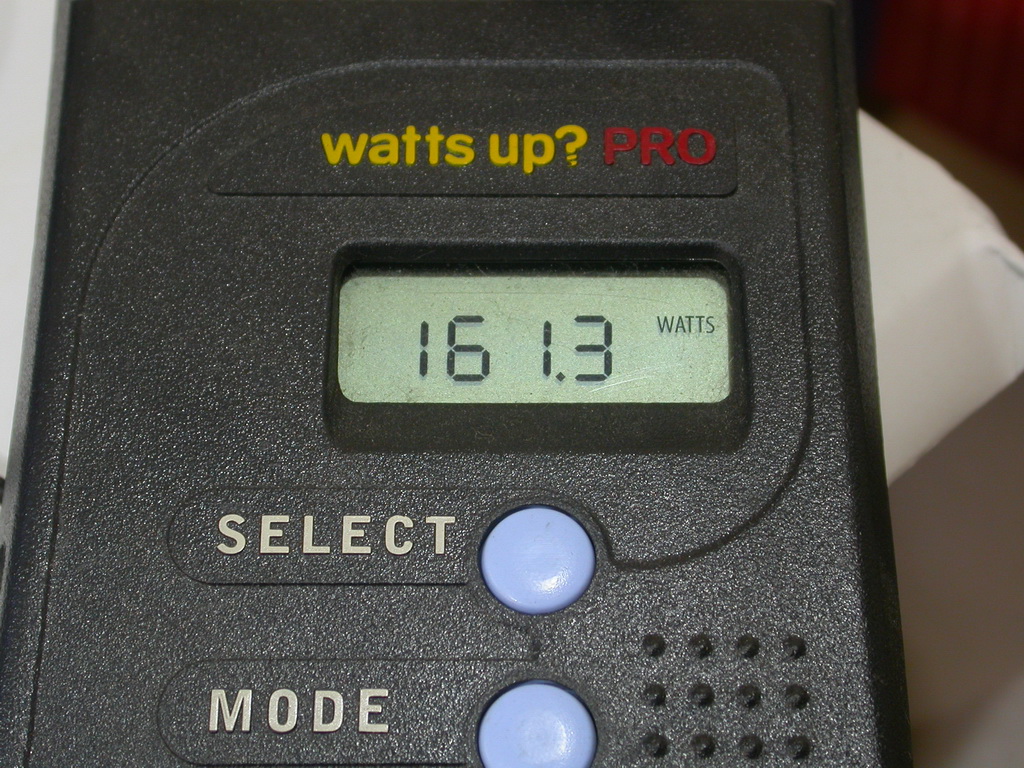 watts up? PRO
161.3 WATTS
SELECT
MODE